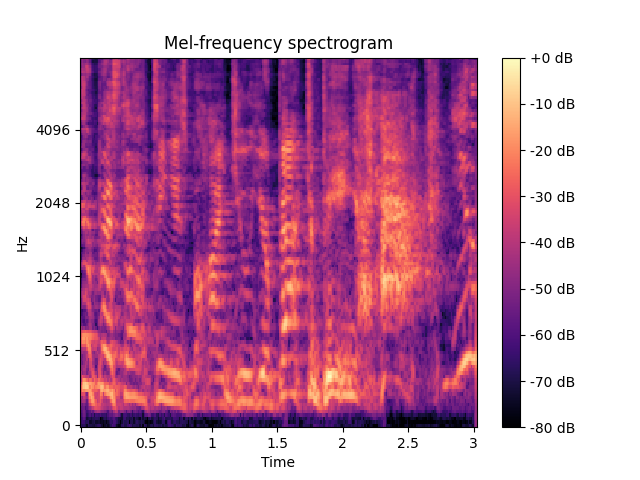 Mel-frequency spectrogram
+0 dB
-10 dB
-20 dB
-30 dB
-40 dB
-50 dB
-60 dB
-70 dB
-80 dB
Hz
4096
2048
1024
512
0
0 0.5 1 1.5 2 2.5 3
Time